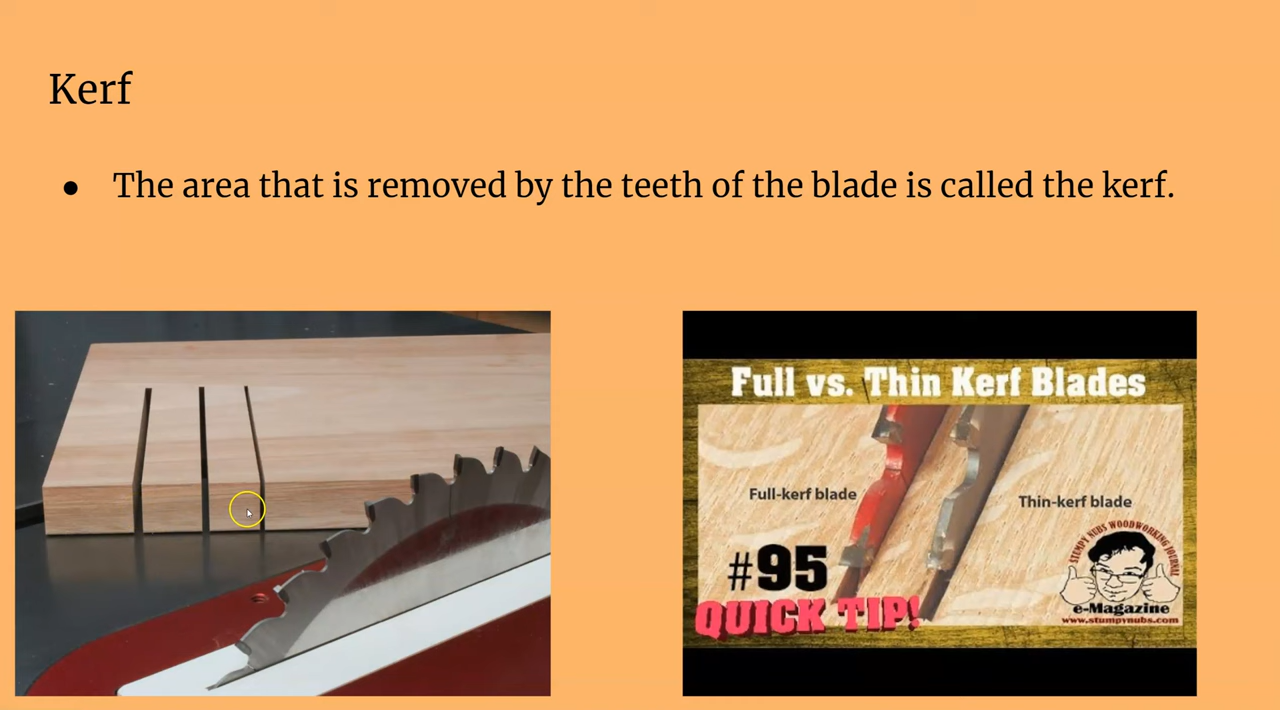 Kerf
● The area that is removed by the teeth of the blade is called the kerf.
Full vs. Thin Kerf Blades
Full-kerf blade
Thin-kerf blade
#95
QUICK TIP!
STUMPY NUBS WOODWORKING JOURNAL
e-Magazine
www.stumpynubs.com